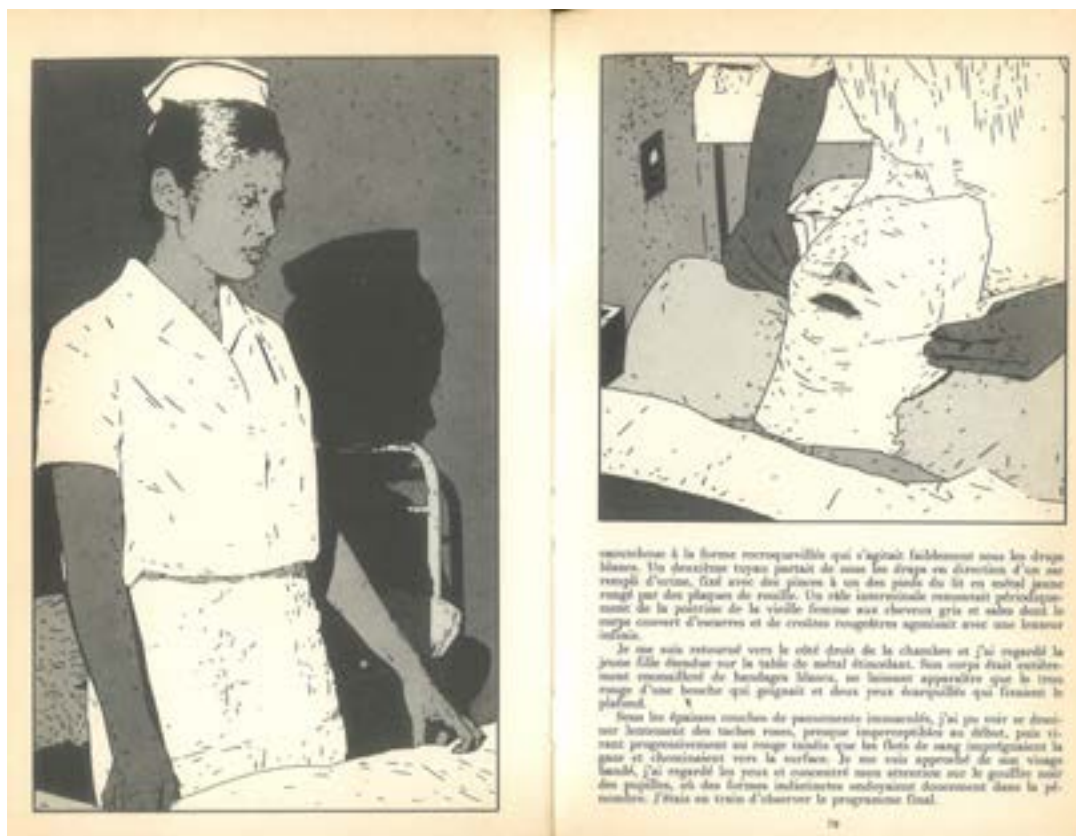 caoutchouc à la forme recroquevillée qui s'agitait faiblement sous les draps
blancs. Un deuxième tuyau partait de sous les draps en direction d'un sac
rempli d'urine, fixé avec des pinces à un des pieds du lit en métal jaune
rongé par des plaques de rouille. Un râle interminable remontait périodique-
ment de la poitrine de la vieille femme aux cheveux gris et sales dont le
corps couvert d'escarres et de croûtes rougeâtres agonisait avec une lenteur
infinie.
Je me suis retourné vers le côté droit de la chambre et j'ai regardé la
jeune fille étendue sur la table de métal étincelant. Son corps était entière-
ment emmailloté de bandages blancs, ne laissant apparaître que le trou
rouge d'une bouche qui geignait et deux yeux écarquillés qui fixaient le
plafond.
Sous les épaisses couches de pansements immaculés, j'ai pu voir se dessi-
ner lentement des taches roses, presque imperceptibles au début, puis vi-
rant progressivement au rouge tandis que les flots de sang imprégnaient la
gaze et cheminaient vers la surface. Je me suis approché de son visage
bandé, j'ai regardé les yeux et concentré mon attention sur le gouffre noir
des pupilles, où des formes indistinctes ondoyaient doucement dans la pé-
nombre. J'étais en train d'observer le programme final.